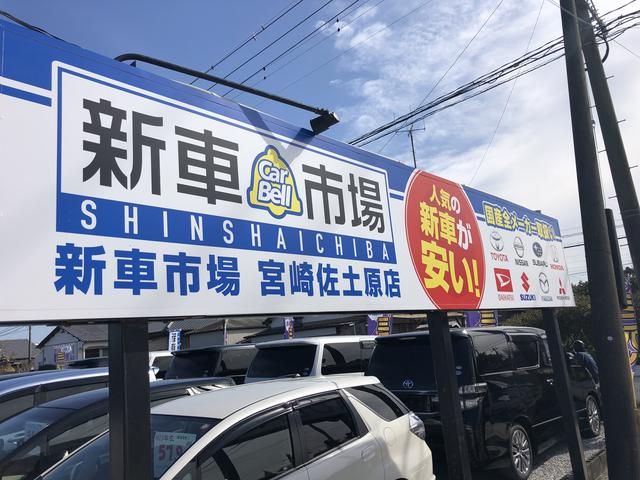 新車
Car
Bell
市場
SHINSHAICHIBA
新車市場 宮崎佐土原店
人気の
新車が
安い!
国産全メーカー取扱い
TOYOTA
NISSAN
SUBARU
HONDA
DAIHATSU
SUZUKI
MAZDA
MITSUBISHI